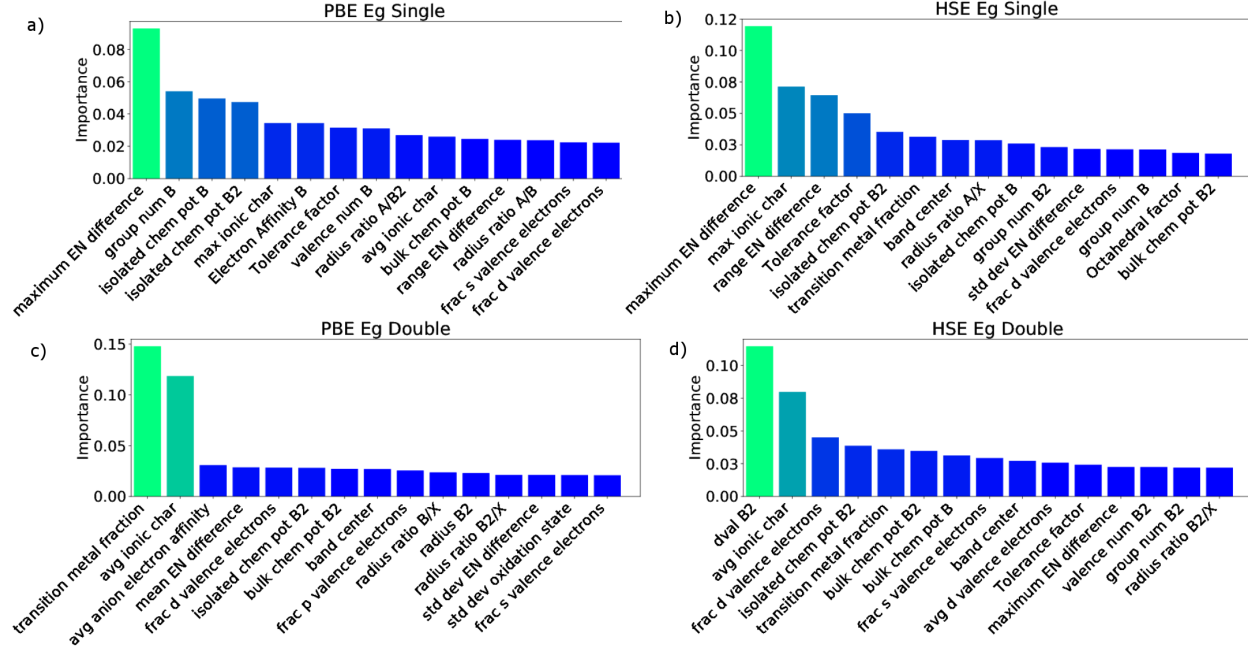 a)
PBE Eg Single
Importance
0.08
0.06
0.04
0.02
0.00
maximum EN difference
group num B
isolated chem pot B
isolated chem pot B2
max ionic char
Electron Affinity B
Tolerance factor
valence num B
radius ratio A/B2
avg ionic char
bulk chem pot B
range EN difference
radius ratio A/B
frac s valence electrons
frac d valence electrons
b)
HSE Eg Single
Importance
0.12
0.08
0.05
0.03
0.00
maximum EN difference
max ionic char
range EN difference
Tolerance factor
isolated chem pot B2
transition metal fraction
band center
radius ratio A/X
isolated chem pot B
group num B2
std dev EN difference
frac d valence electrons
group num B
Octahedral factor
bulk chem pot B2
c)
PBE Eg Double
Importance
0.15
0.10
0.05
0.00
transition metal fraction
avg ionic char
avg anion electron affinity
mean EN difference
frac d valence electrons
isolated chem pot B2
bulk chem pot B2
band center
frac p valence electrons
radius ratio B/X
radius B2
radius ratio B2/X
std dev EN difference
std dev oxidation state
frac s valence electrons
d)
HSE Eg Double
Importance
0.10
0.08
0.05
0.03
0.00
dval B2
avg ionic char
frac d valence electrons
isolated chem pot B2
transition metal fraction
bulk chem pot B2
bulk chem pot B
frac s valence electrons
band center
avg d valence electrons
Tolerance factor
maximum EN difference
valence num B2
group num B2
radius ratio B2/X